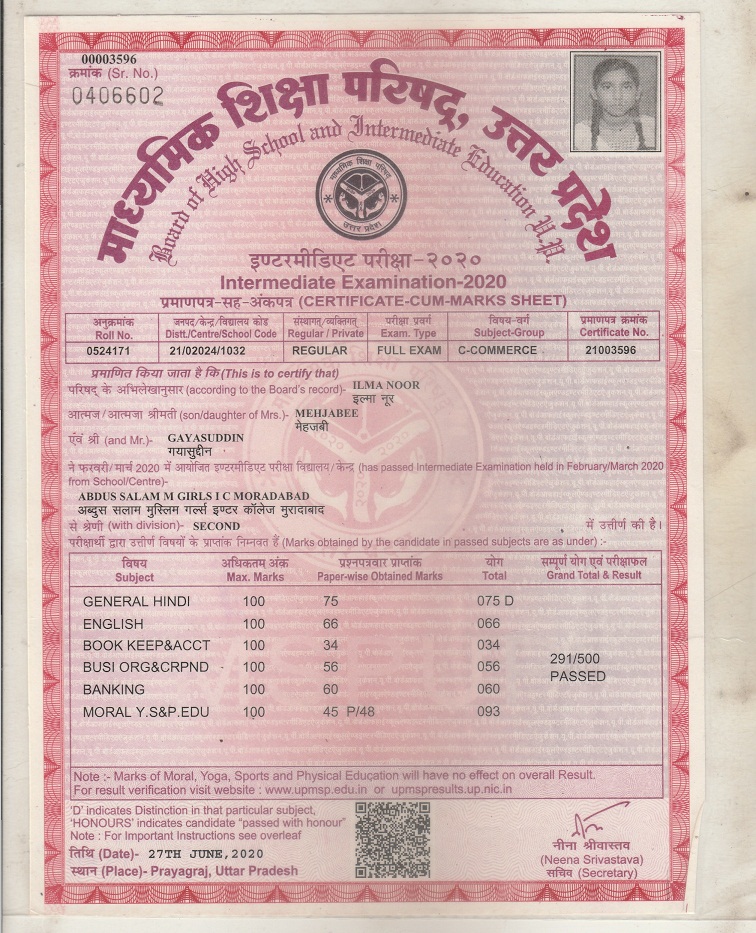 00003596
क्रमांक (Sr. No.)
0406602
माध्यमिक शिक्षा परिषद्, उत्तर प्रदेश
Board of High School and Intermediate Education U.P.
माध्यमिक शिक्षा परिषद्
उत्तर प्रदेश
इण्टरमीडिएट परीक्षा-२०२०
Intermediate Examination-2020
प्रमाणपत्र-सह-अंकपत्र (CERTIFICATE-CUM-MARKS SHEET)
अनुक्रमांक जनपद/केन्द्र/विद्यालय कोड संस्थागत/व्यक्तिगत परीक्षा प्रवर्ग विषय-वर्ग प्रमाणपत्र क्रमांक
Roll No. Distt./Centre/School Code Regular / Private Exam. Type Subject-Group Certificate No.
0524171 21/02024/1032 REGULAR FULL EXAM C-COMMERCE 21003596
प्रमाणित किया जाता है कि (This is to certify that)
परिषद् के अभिलेखानुसार (according to the Board's record)- ILMA NOOR
इल्मा नूर
आत्मज/आत्मजा श्रीमती (son/daughter of Mrs.)- MEHJABEE
मेहजबी
एंवं श्री (and Mr.)- GAYASUDDIN
गयासुद्दीन
ने फरवरी/मार्च 2020 में आयोजित इण्टरमीडिएट परीक्षा विद्यालय/केन्द्र (has passed Intermediate Examination held in February/March 2020
from School/Centre)-
ABDUS SALAM M GIRLS I C MORADABAD
अब्दुस सलाम मुस्लिम गर्ल्स इण्टर कॉलेज मुरादाबाद
से श्रेणी (with division)- SECOND में उत्तीर्ण की है।
परीक्षार्थी द्वारा उत्तीर्ण विषयों के प्राप्तांक निम्नवत हैं (Marks obtained by the candidate in passed subjects are as under) :-
विषय अधिकतम अंक प्रश्नपत्रवार प्राप्तांक योग सम्पूर्ण योग एवं परीक्षाफल
Subject Max. Marks Paper-wise Obtained Marks Total Grand Total & Result
GENERAL HINDI 100 75 075 D
ENGLISH 100 66 066
BOOK KEEP&ACCT 100 34 034
BUSI ORG&CRPND 100 56 056
291/500
PASSED
BANKING 100 60 060
MORAL Y.S&P.EDU 100 45 P/48 093
Note :- Marks of Moral, Yoga, Sports and Physical Education will have no effect on overall Result.
For result verification visit website : www.upmsp.edu.in or upmspresults.up.nic.in
'D' indicates Distinction in that particular subject,
'HONOURS' indicates candidate "passed with honour"
Note : For Important Instructions see overleaf
तिथि (Date)- 27TH JUNE,2020
स्थान (Place)- Prayagraj, Uttar Pradesh
नीना श्रीवास्तव
(Neena Srivastava)
सचिव (Secretary)